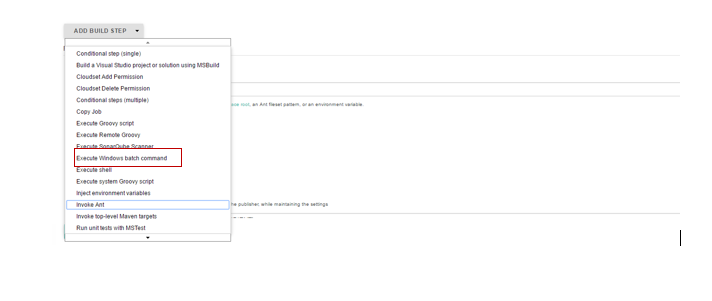 ADD BUILD STEP
Conditional step (single)
Build a Visual Studio project or solution using MSBuild
Cloudset Add Permission
Cloudset Delete Permission
Conditional steps (multiple)
root, an Ant fileset pattern, or an environment variable.
Copy Job
Execute Groovy script
Execute Remote Groovy
Execute SonarQube Scanner
Execute Windows batch command
Execute shell
Execute system Groovy script
Inject environment variables
Invoke Ant
he publisher, while maintaining the settings
Invoke top-level Maven targets
Run unit tests with MSTest